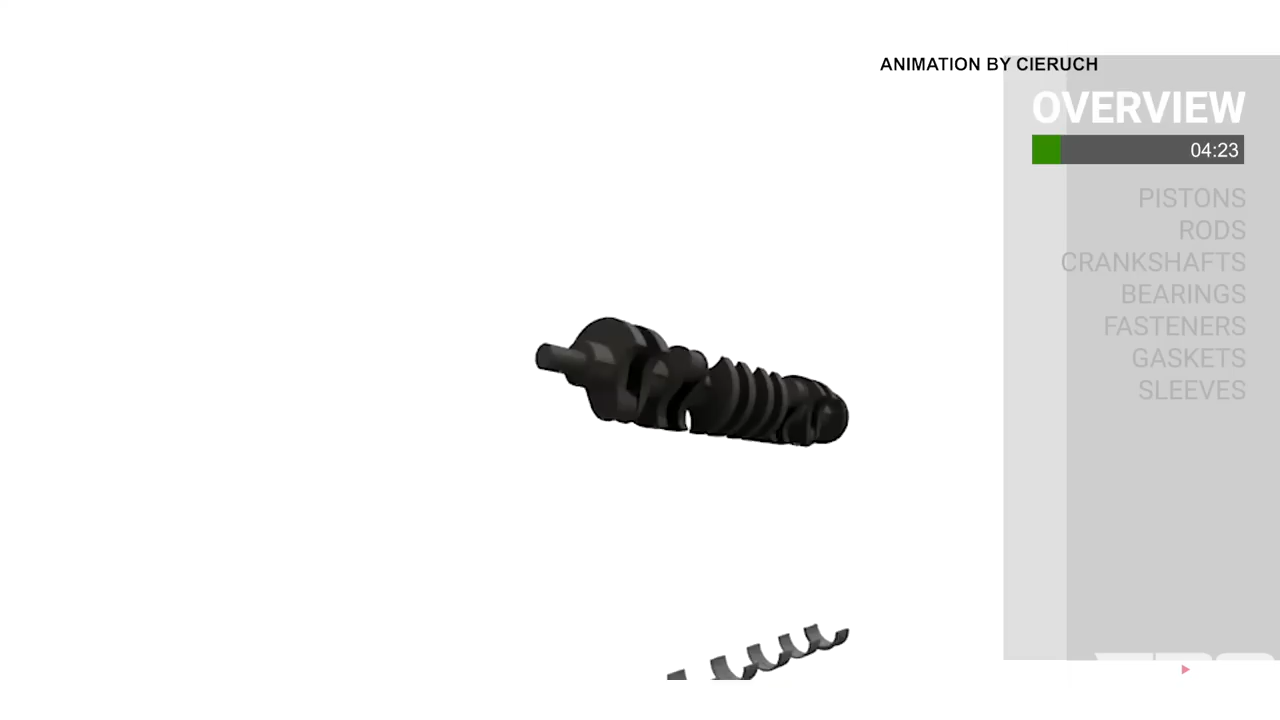 ANIMATION BY CIERUCH
OVERVIEW
04:23
PISTONS
RODS
CRANKSHAFTS
BEARINGS
FASTENERS
GASKETS
SLEEVES